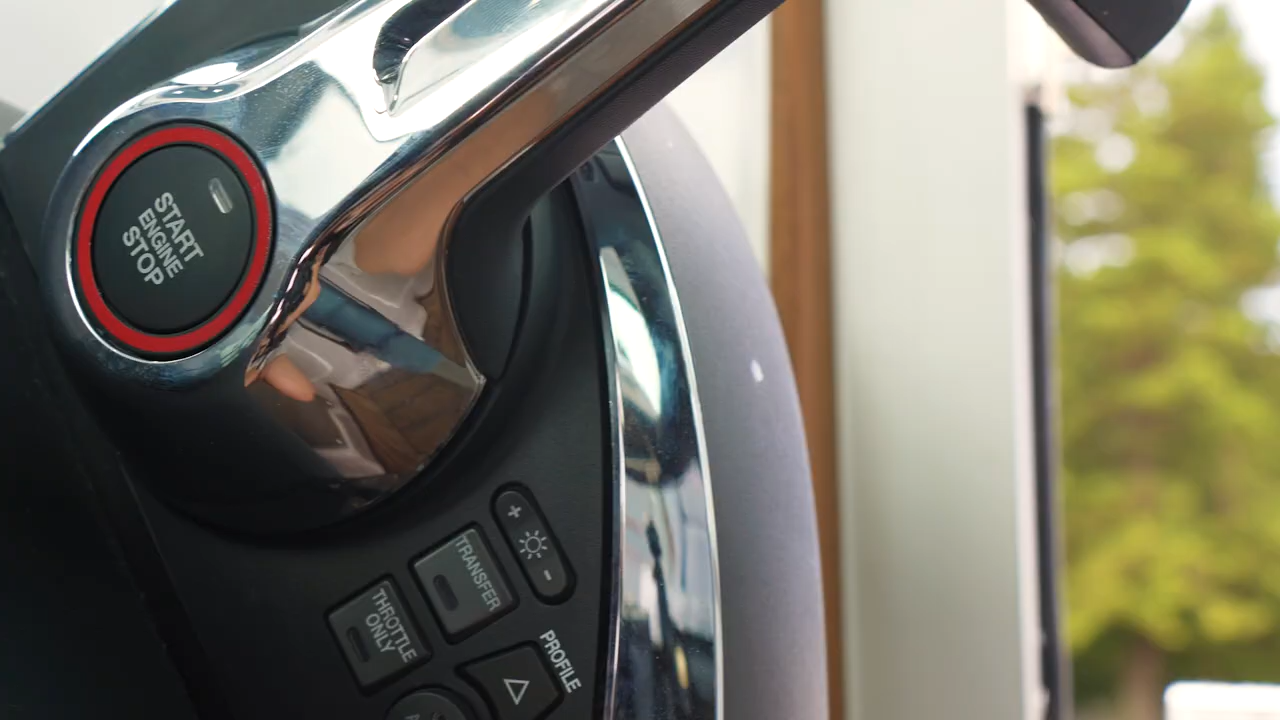 START
ENGINE
STOP
+
-
TRANSFER
THROTTLE
ONLY
PROFILE